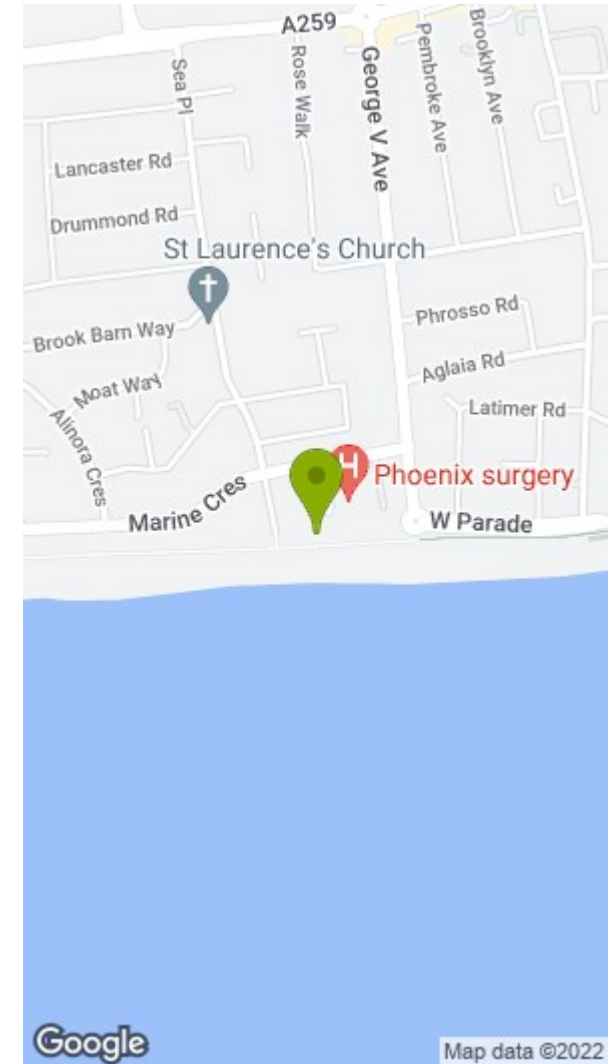 A259
Sea Pl
Rose Walk
George V Ave
Pembroke Ave
Brooklyn Ave
Lancaster Rd
Drummond Rd
St Laurence's Church
Brook Barn Way
Phrosso Rd
Moat Way
Aglaia Rd
Alinora Cres
Latimer Rd
H
Phoenix surgery
Marine Cres
W Parade
Google
Map data ©2022